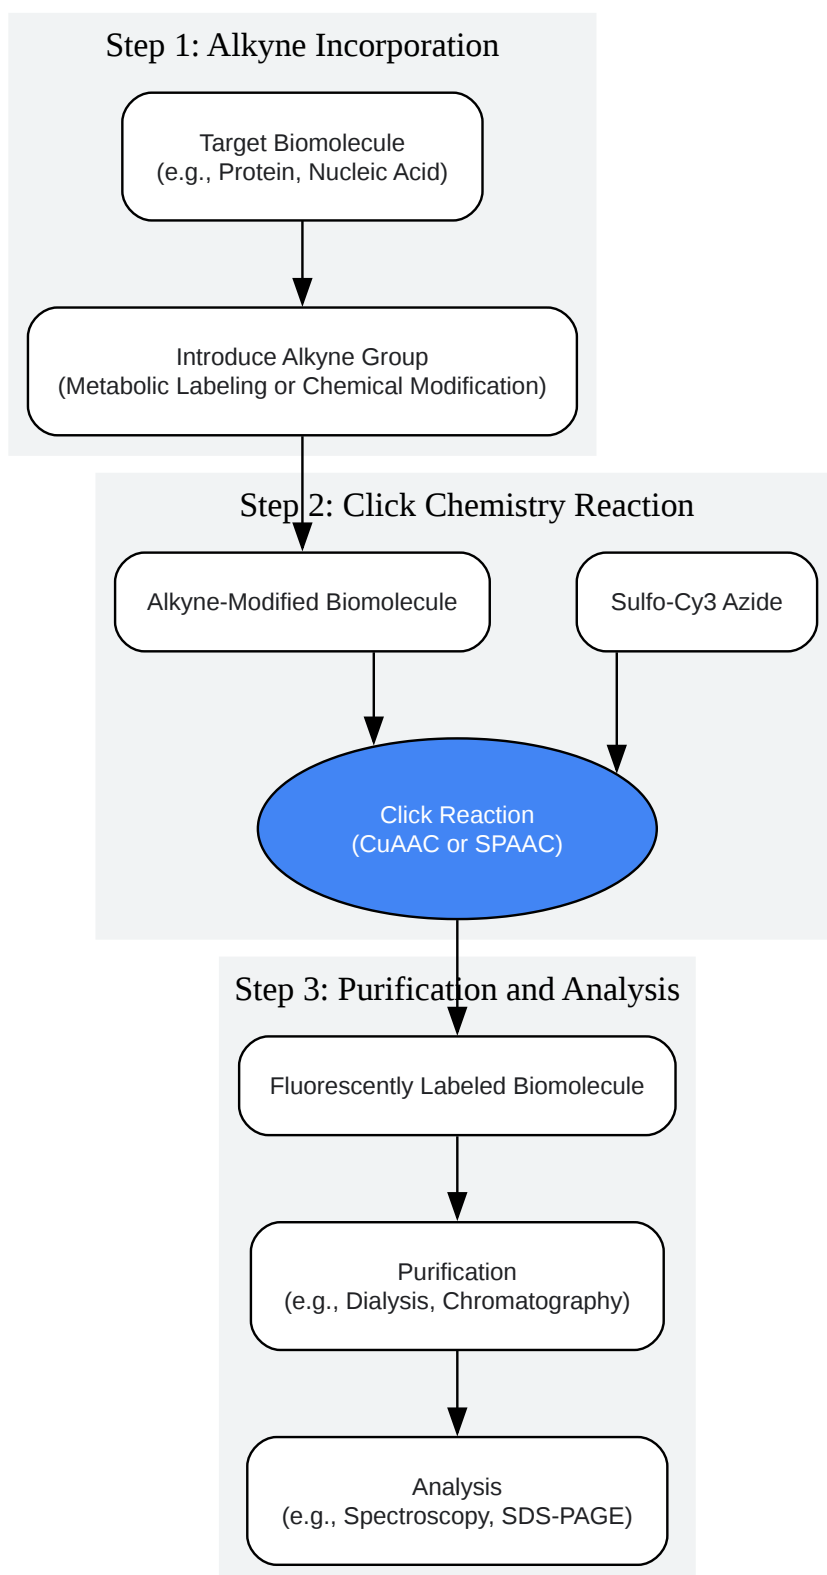 Step 1: Alkyne Incorporation
Target Biomolecule
(e.g., Protein, Nucleic Acid)
Introduce Alkyne Group
(Metabolic Labeling or Chemical Modification)
Step 2: Click Chemistry Reaction
Alkyne-Modified Biomolecule
Sulfo-Cy3 Azide
Click Reaction
(CuAAC or SPAAC)
Step 3: Purification and Analysis
Fluorescently Labeled Biomolecule
Purification
(e.g., Dialysis, Chromatography)
Analysis
(e.g., Spectroscopy, SDS-PAGE)